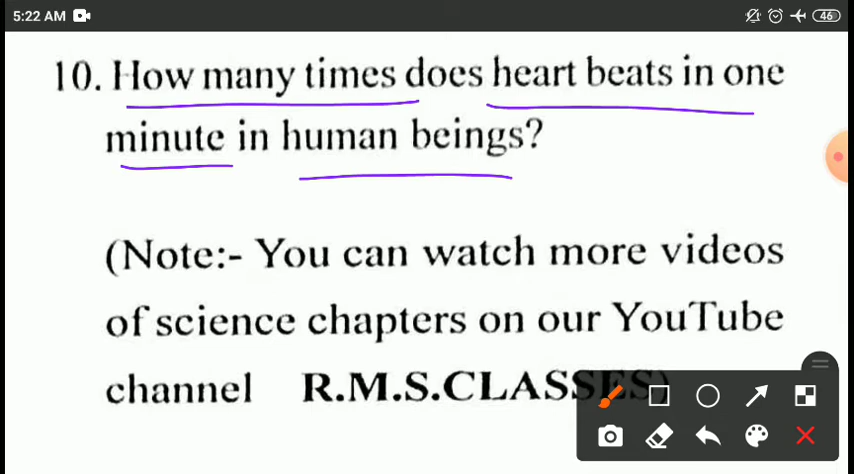 5:22 AM 46
10. How many times does heart beats in one
minute in human beings?
(Note:- You can watch more videos
of science chapters on our YouTube
channel R.M.S.CLASSES)